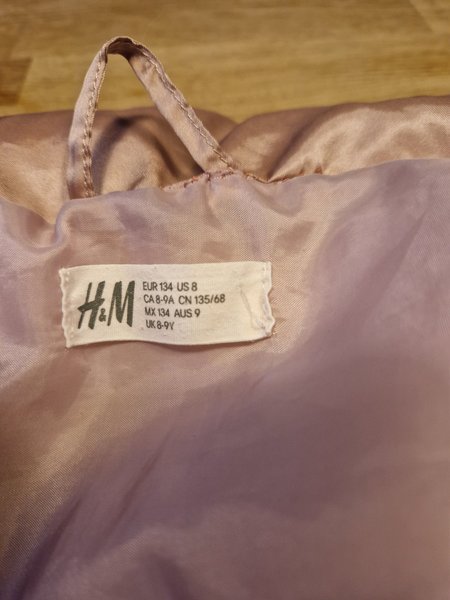 H&M
EUR 134 US 8
CA 8-9A CN 135/68
MX 134 AUS 9
UK 8-9Y